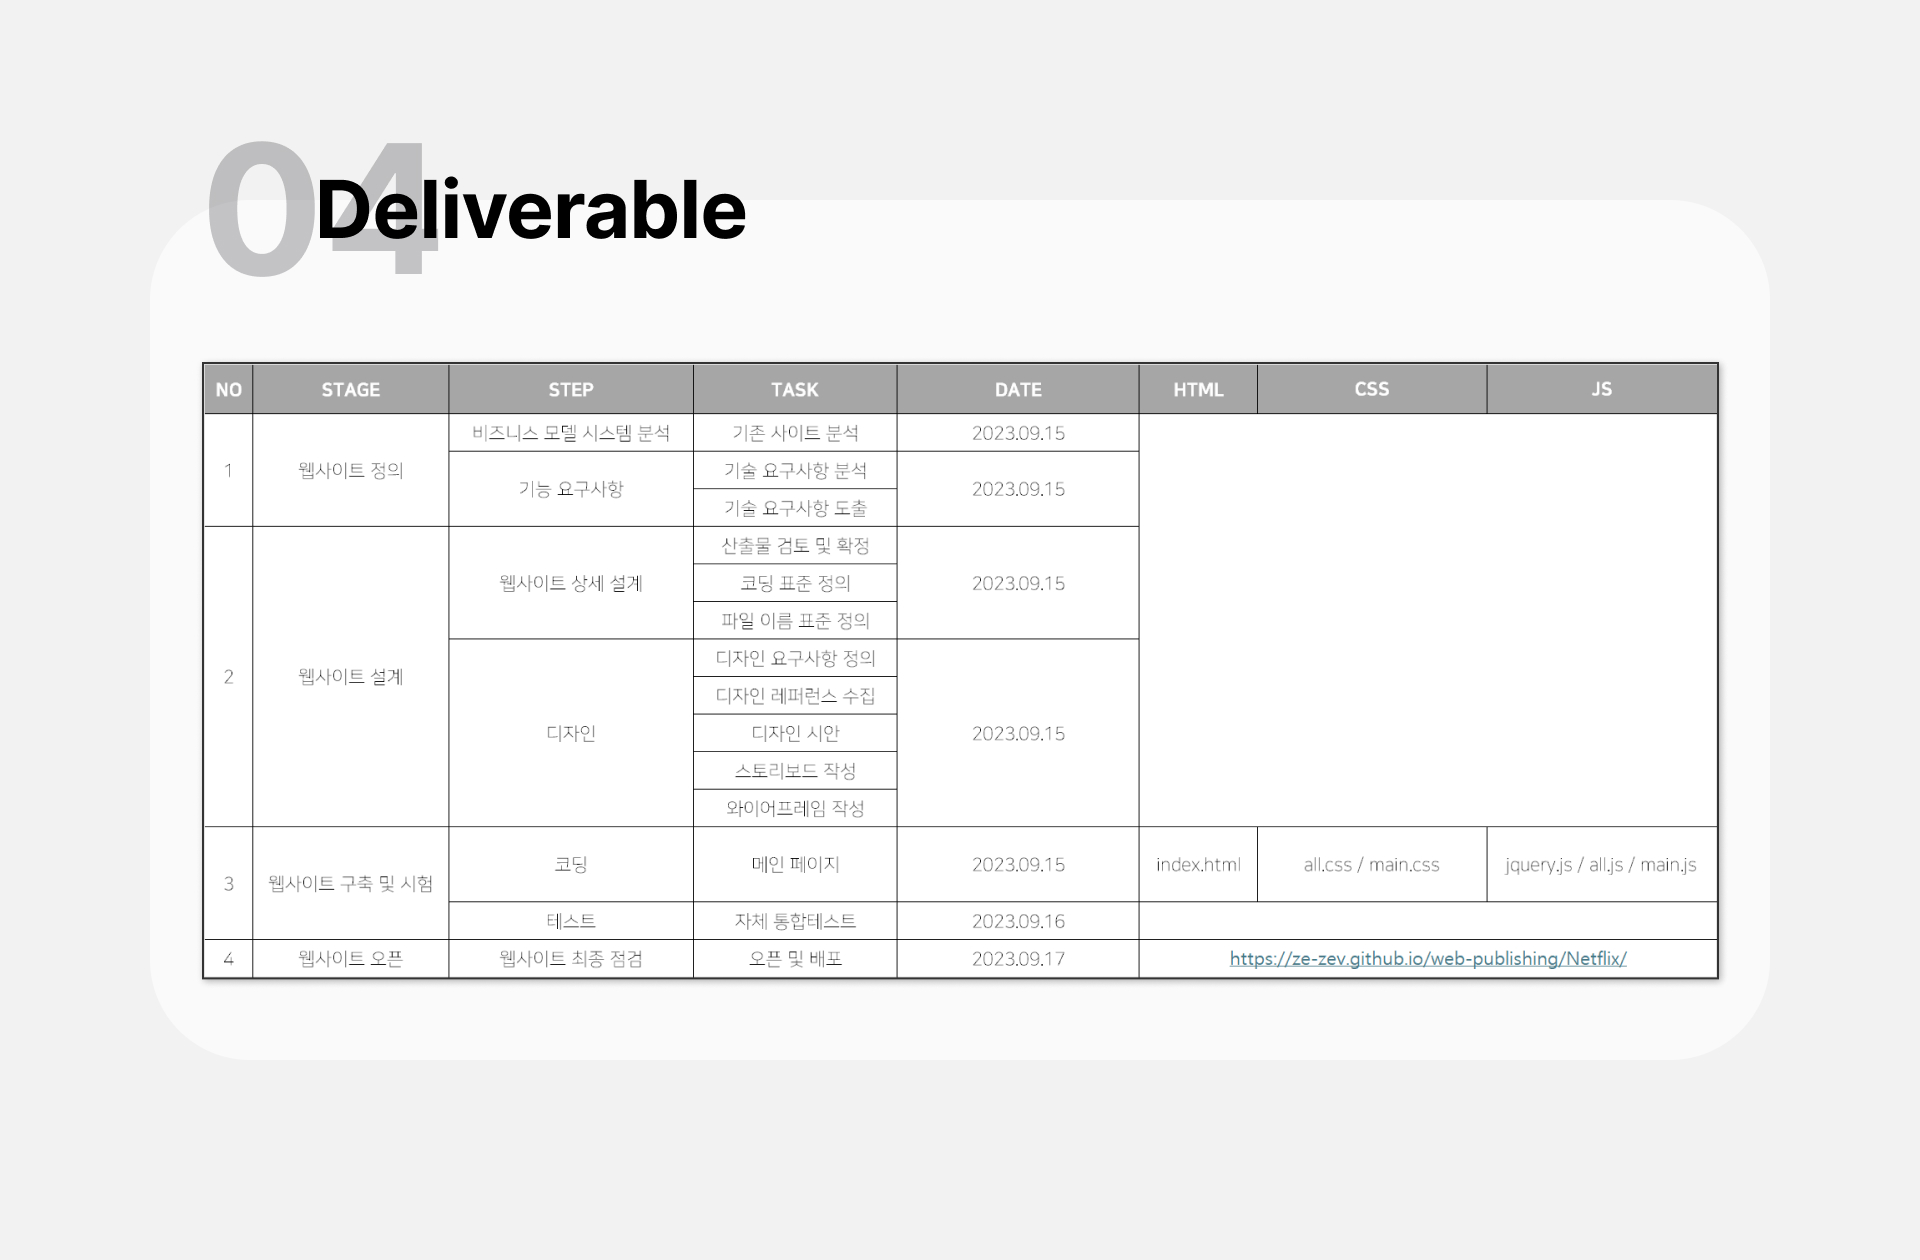 04
Deliverable
NO STAGE STEP TASK DATE HTML CSS JS
1 웹사이트 정의 비즈니스 모델 시스템 분석 기존 사이트 분석 2023.09.15
기능 요구사항 기술 요구사항 분석 2023.09.15
기술 요구사항 도출
2 웹사이트 설계 웹사이트 상세 설계 산출물 검토 및 확정 2023.09.15
코딩 표준 정의
파일 이름 표준 정의
디자인 디자인 요구사항 정의 2023.09.15
디자인 레퍼런스 수집
디자인 시안
스토리보드 작성
와이어프레임 작성
3 웹사이트 구축 및 시험 코딩 메인 페이지 2023.09.15 index.html all.css / main.css jquery.js / all.js / main.js
테스트 자체 통합테스트 2023.09.16
4 웹사이트 오픈 웹사이트 최종 점검 오픈 및 배포 2023.09.17 https://ze-zev.github.io/web-publishing/Netflix/